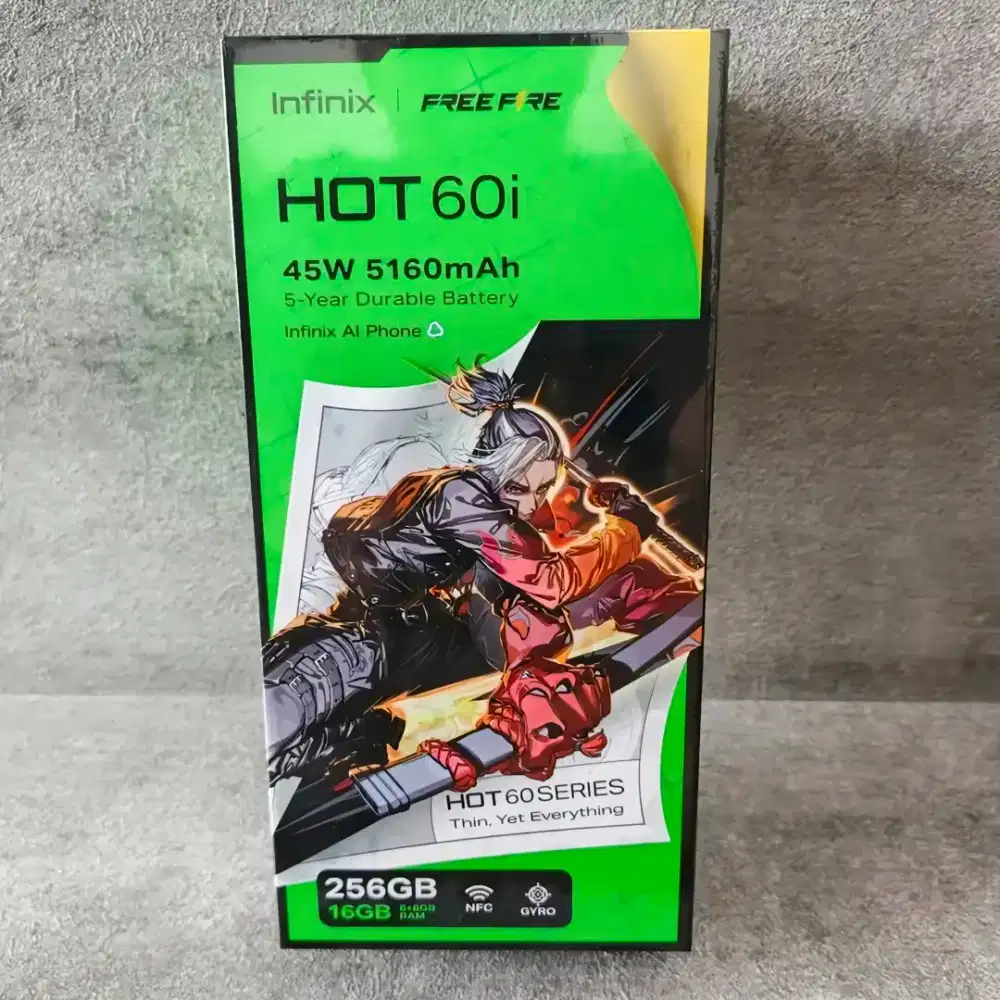 Infinix | FREE FIRE
HOT 60i
45W 5160mAh
5-Year Durable Battery
Infinix AI Phone
HOT 60 SERIES
Thin, Yet Everything
256GB
16GB 8+8GB RAM
NFC
GYRO